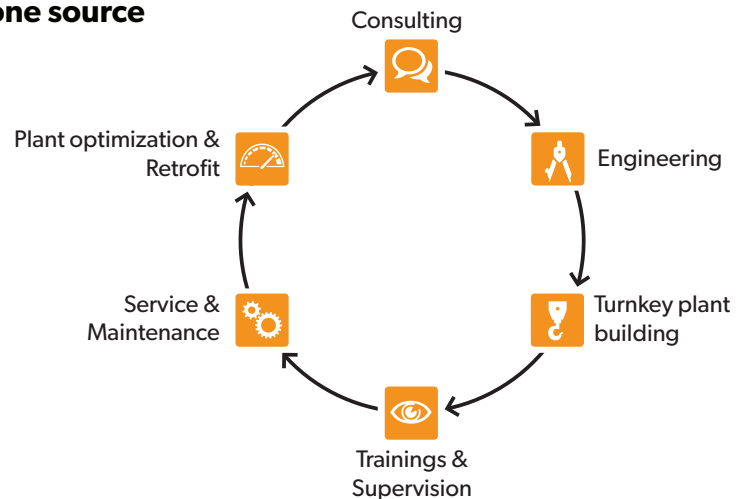 one source
Consulting
Engineering
Turnkey plant
building
Trainings &
Supervision
Service &
Maintenance
Plant optimization &
Retrofit